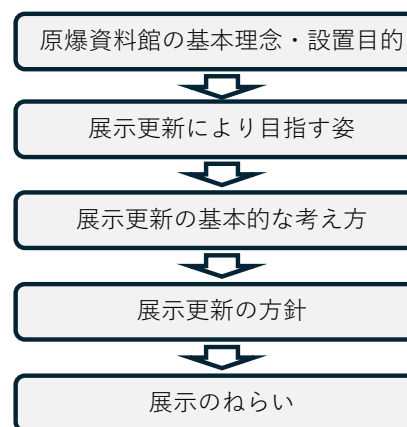 原爆資料館の基本理念・設置目的
展示更新により目指す姿
展示更新の基本的な考え方
展示更新の方針
展示のねらい